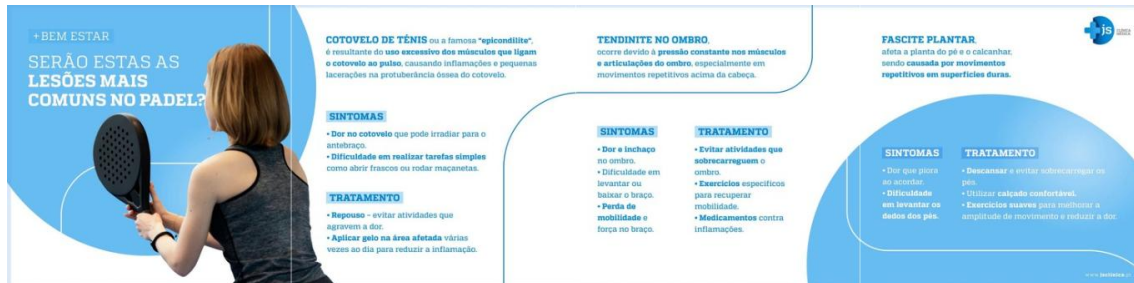 +BEM ESTAR
SERÃO ESTAS AS
LESÕES MAIS
COMUNS NO PADEL?
COTOVELO DE TÉNIS ou a famosa "epicondilite",
é resultante do uso excessivo dos músculos que ligam
o cotovelo ao pulso, causando inflamações e pequenas
lacerações na protuberância óssea do cotovelo.
SINTOMAS
• Dor no cotovelo que pode irradiar para o
antebraço.
• Dificuldade em realizar tarefas simples
como abrir frascos ou rodar maçanetas.
TRATAMENTO
• Repouso – evitar atividades que
agravem a dor.
• Aplicar gelo na área afetada várias
vezes ao dia para reduzir a inflamação.
TENDINITE NO OMBRO,
ocorre devido à pressão constante nos músculos
e articulações do ombro, especialmente em
movimentos repetitivos acima da cabeça.
SINTOMAS
• Dor e inchaço
no ombro.
• Dificuldade em
levantar ou
baixar o braço.
• Perda de
mobilidade e
força no braço.
TRATAMENTO
• Evitar atividades que
sobrecarreguem o
ombro.
• Exercícios específicos
para recuperar
mobilidade.
• Medicamentos contra
inflamações.
js
FASCITE PLANTAR,
afeta a planta do pé e o calcanhar,
sendo causada por movimentos
repetitivos em superfícies duras.
SINTOMAS
• Dor que piora
ao acordar.
• Dificuldade
em levantar os
dedos dos pés.
TRATAMENTO
• Descansar e evitar sobrecarregar os
pés.
• Utilizar calçado confortável.
• Exercícios suaves para melhorar a
amplitude de movimento e reduzir a dor.
www.jsclinica.pt